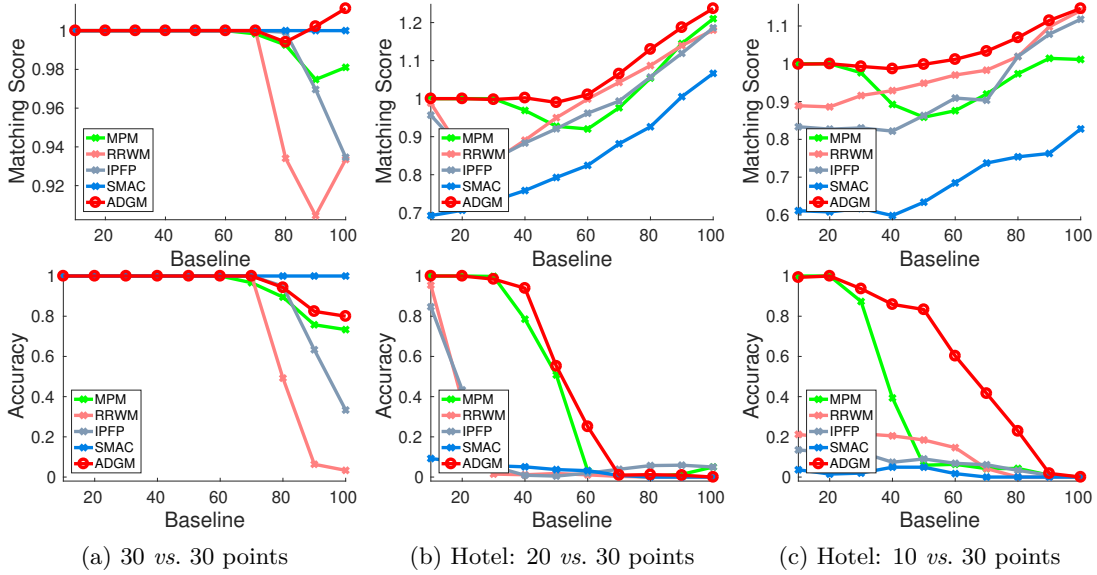 1
0.98
0.96
0.94
0.92
Matching Score
MPM
RRWM
IPFP
SMAC
ADGM
20 40 60 80 100
Baseline
1.2
1.1
1
0.9
0.8
0.7
Matching Score
MPM
RRWM
IPFP
SMAC
ADGM
20 40 60 80 100
Baseline
1.1
1
0.9
0.8
0.7
0.6
Matching Score
MPM
RRWM
IPFP
SMAC
ADGM
20 40 60 80 100
Baseline
1
0.8
0.6
0.4
0.2
0
Accuracy
MPM
RRWM
IPFP
SMAC
ADGM
20 40 60 80 100
Baseline
1
0.8
0.6
0.4
0.2
0
Accuracy
MPM
RRWM
IPFP
SMAC
ADGM
20 40 60 80 100
Baseline
1
0.8
0.6
0.4
0.2
0
Accuracy
MPM
RRWM
IPFP
SMAC
ADGM
20 40 60 80 100
Baseline
(a) 30 vs. 30 points
(b) Hotel: 20 vs. 30 points
(c) Hotel: 10 vs. 30 points